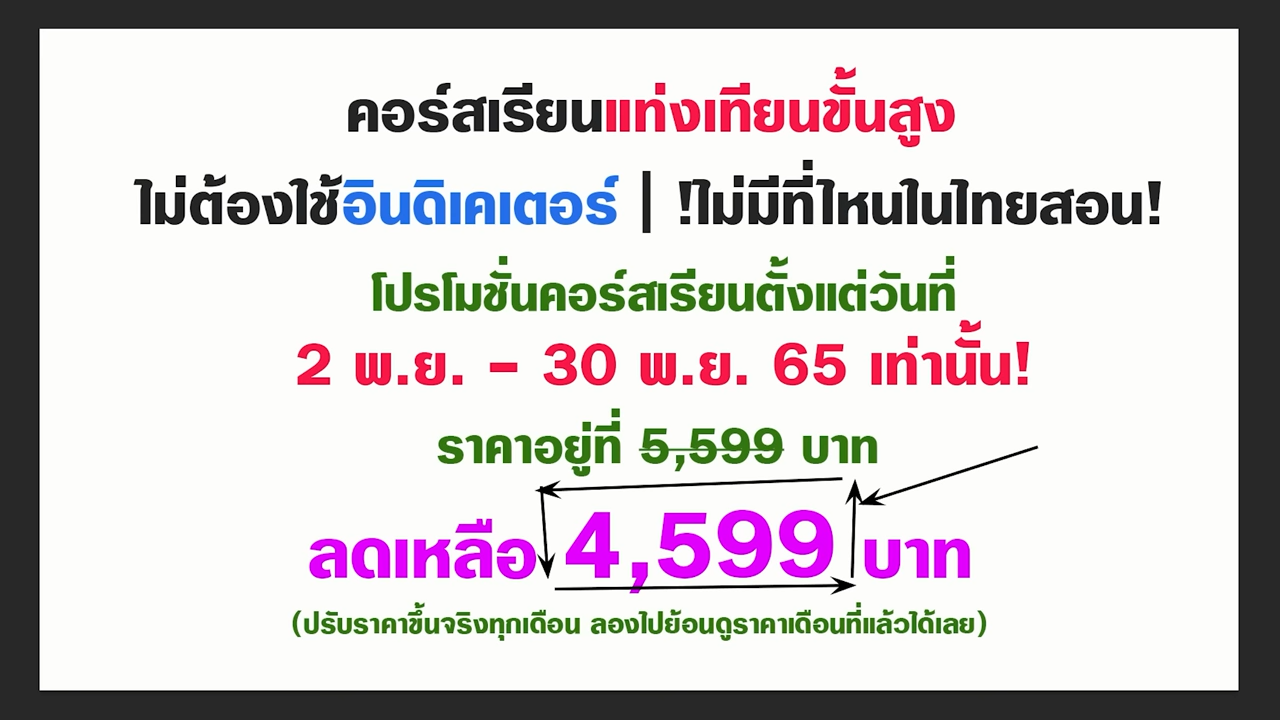 คอร์สเรียนแท่งเทียนขั้นสูง
ไม่ต้องใช้อินดิเคเตอร์ | !ไม่มีที่ไหนในไทยสอน!
โปรโมชั่นคอร์สเรียนตั้งแต่วันที่
2 พ.ย. – 30 พ.ย. 65 เท่านั้น!
ราคาอยู่ที่ 5,599 บาท
ลดเหลือ 4,599 บาท
(ปรับราคาขึ้นจริงทุกเดือน ลองไปย้อนดูราคาเดือนที่แล้วได้เลย)